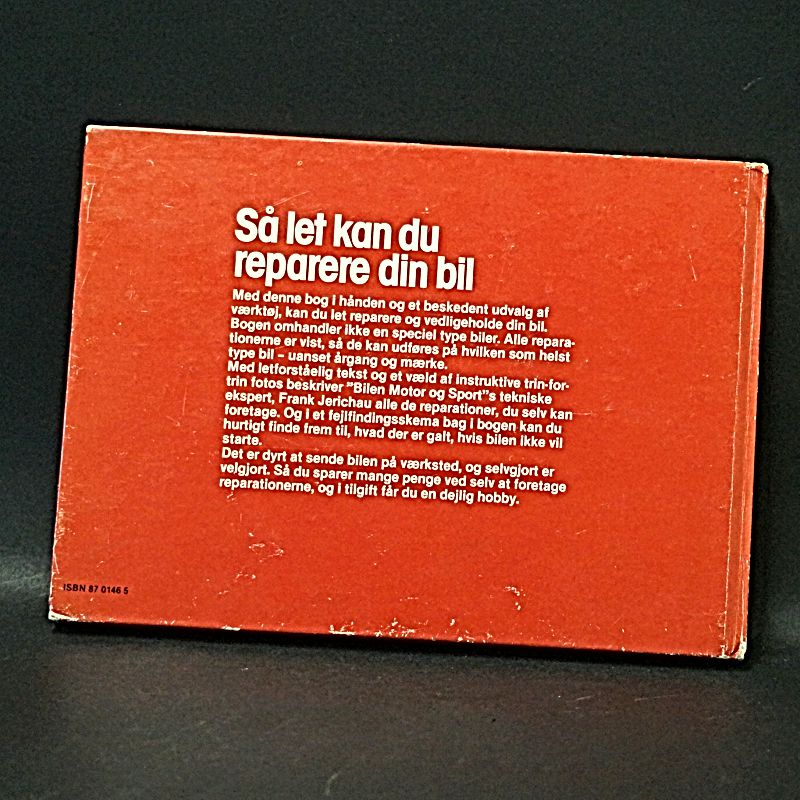 Så let kan du
reparere din bil
Med denne bog i hånden og et beskedent udvalg af
værktøj, kan du let reparere og vedligeholde din bil.
Bogen omhandler ikke en speciel type biler. Alle repara-
tionerne er vist, så de kan udføres på hvilken som helst
type bil – uanset årgang og mærke.
Med letforståelig tekst og et væld af instruktive trin-for-
trin fotos beskriver "Bilen Motor og Sport"s tekniske
ekspert, Frank Jerichau alle de reparationer, du selv kan
foretage. Og i et fejlfindingsskema bag i bogen kan du
hurtigt finde frem til, hvad der er galt, hvis bilen ikke vil
starte.
Det er dyrt at sende bilen på værksted, og selvgjort er
velgjort. Så du sparer mange penge ved selv at foretage
reparationerne, og i tilgift får du en dejlig hobby.
ISBN 87 0146 5